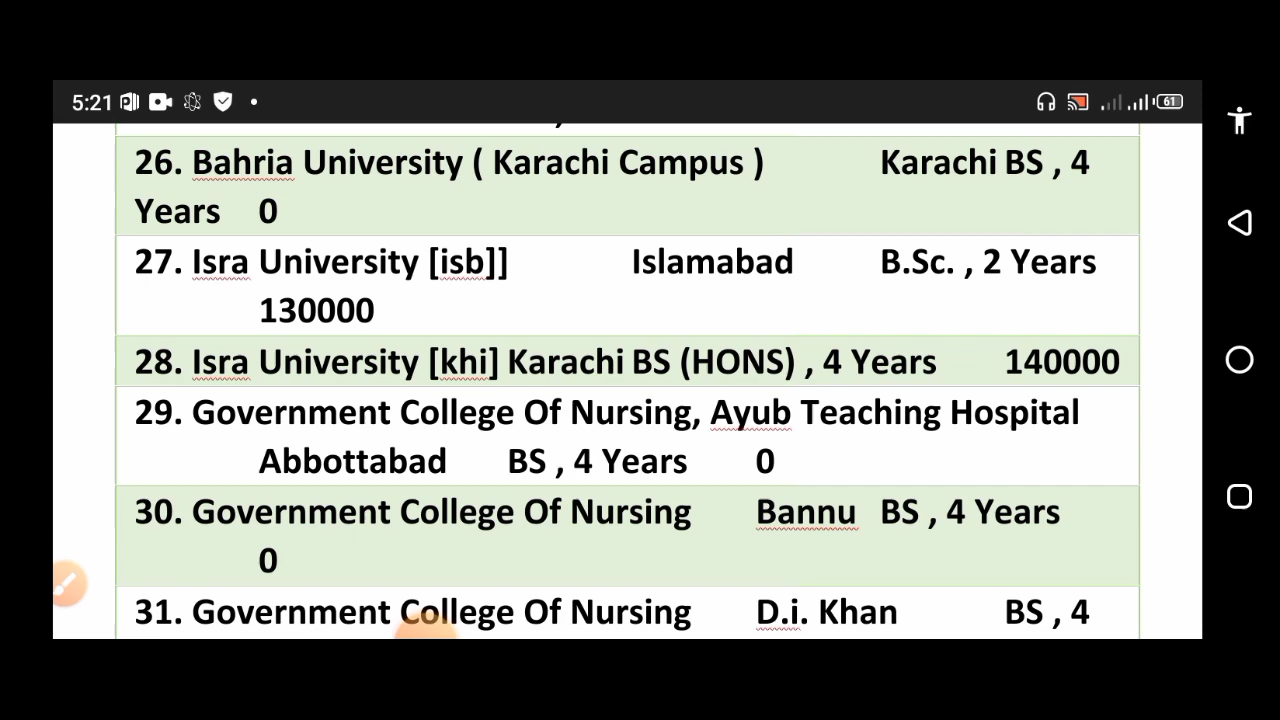 5:21
61
26. Bahria University ( Karachi Campus ) Karachi BS , 4
Years 0
27. Isra University [isb]] Islamabad B.Sc. , 2 Years
130000
28. Isra University [khi] Karachi BS (HONS) , 4 Years 140000
29. Government College Of Nursing, Ayub Teaching Hospital
Abbottabad BS , 4 Years 0
30. Government College Of Nursing Bannu BS , 4 Years
0
31. Government College Of Nursing D.i. Khan BS , 4